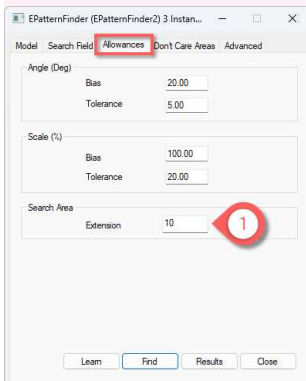 EPatternFinder (EPatternFinder2) 3 Instan...
Model Search Field Allowances Don't Care Areas Advanced
Angle (Deg)
Bias 20.00
Tolerance 5.00
Scale (%)
Bias 100.00
Tolerance 20.00
Search Area
Extension 10 1
Learn Find Results Close